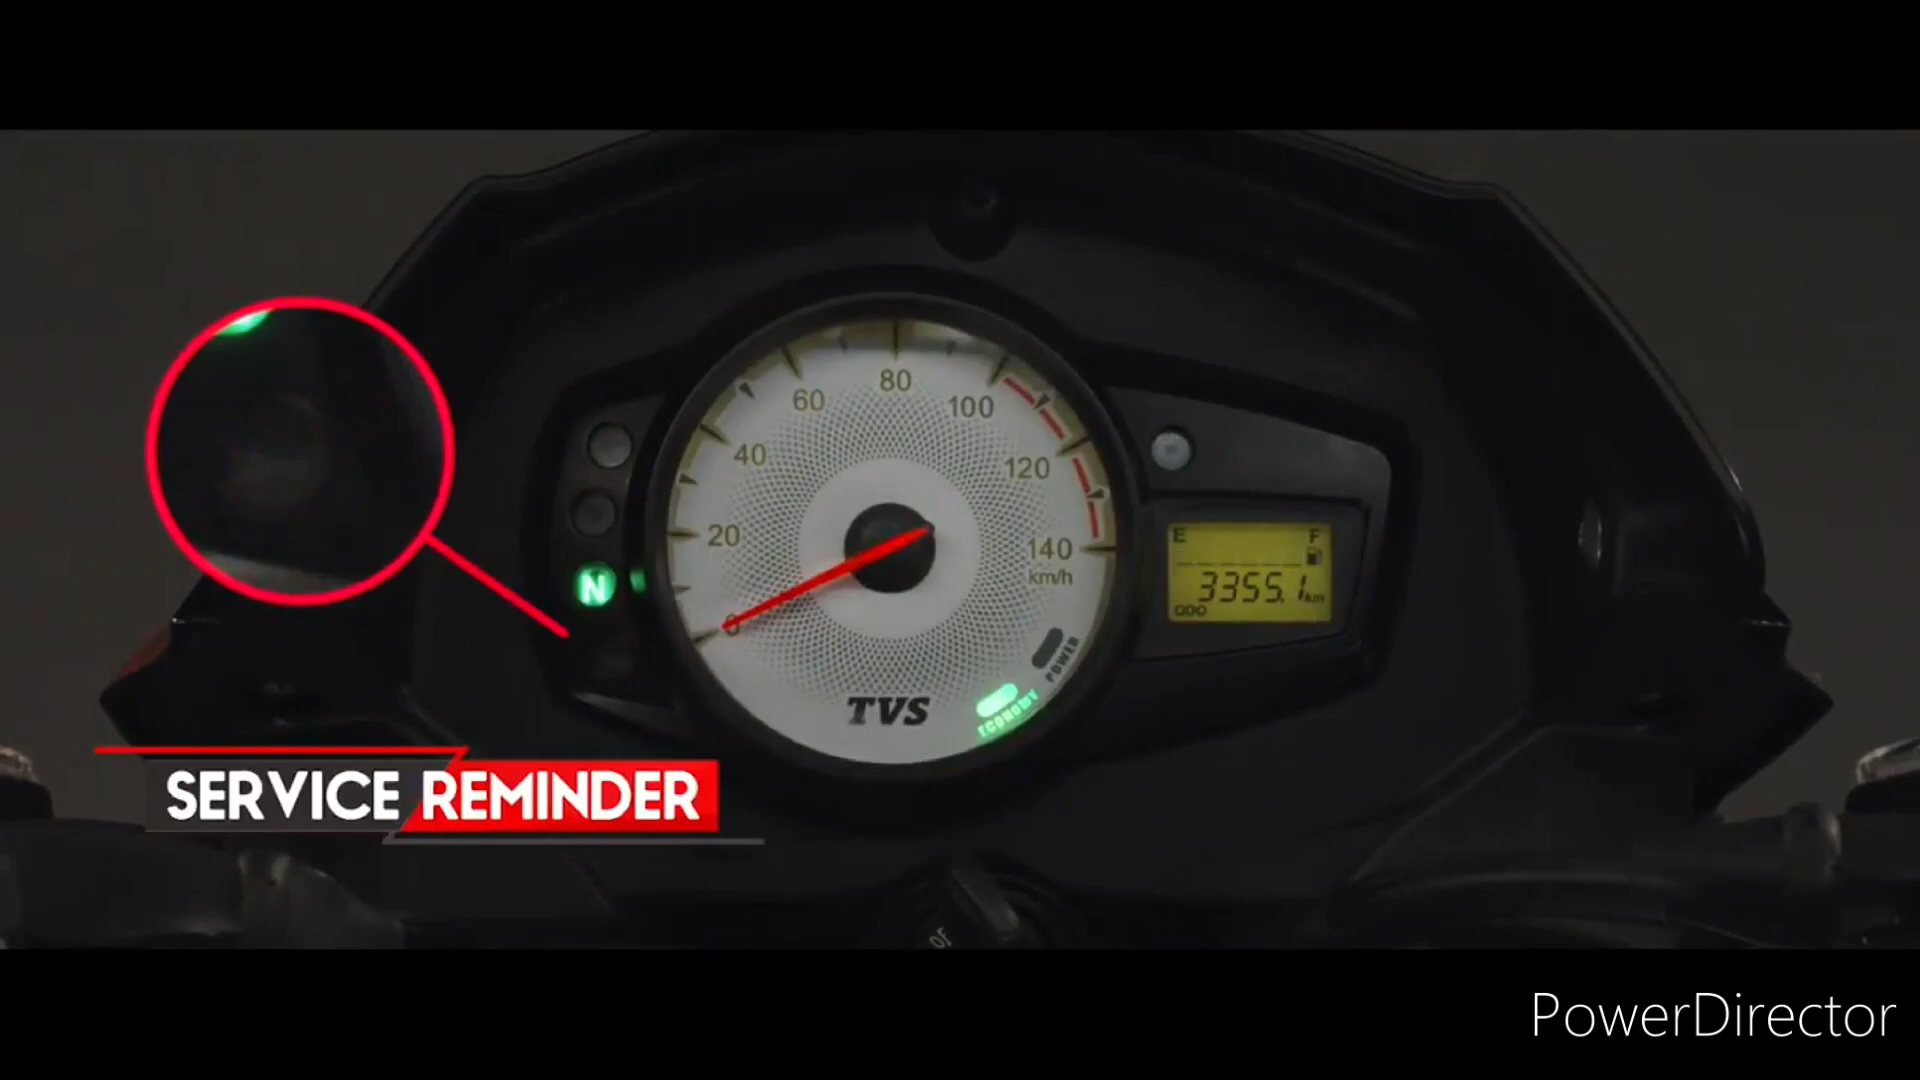 80
60
100
40
120
20
140
km/h
0
N
E F
3355.1 km
ODO
POWER
ECONOMY
TVS
SERVICE REMINDER
PowerDirector